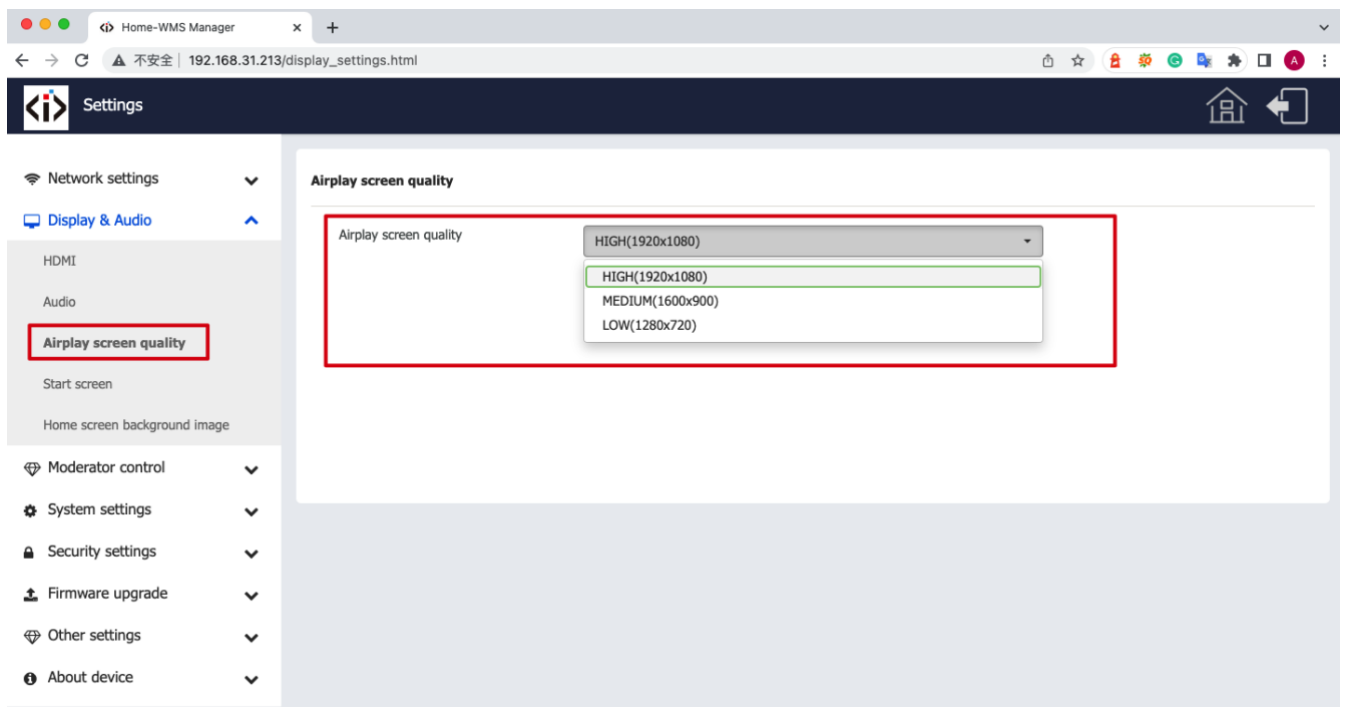 Home-WMS Manager
不安全 192.168.31.213/display_settings.html
A
<i> Settings
Network settings
Display & Audio
HDMI
Audio
Airplay screen quality
Start screen
Home screen background image
Moderator control
System settings
Security settings
Firmware upgrade
Other settings
About device
Airplay screen quality
Airplay screen quality
HIGH(1920x1080)
HIGH(1920x1080)
MEDIUM(1600x900)
LOW(1280x720)